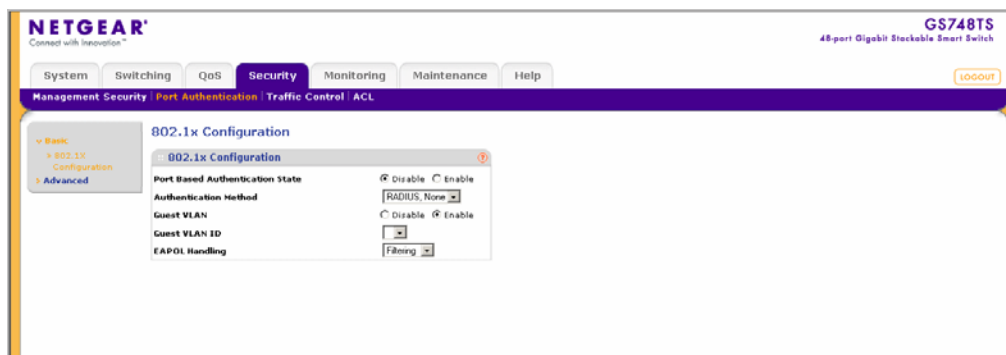 NETGEAR
Connect with Innovation™
GS748TS
48-port Gigabit Stackable Smart Switch
System Switching QoS Security Monitoring Maintenance Help
LOGOUT
Management Security | Port Authentication | Traffic Control | ACL
Basic
802.1X Configuration
Advanced
802.1x Configuration
802.1x Configuration
Port Based Authentication State Disable Enable
Authentication Method RADIUS, None
Guest VLAN Disable Enable
Guest VLAN ID
EAPOL Handling Filtering